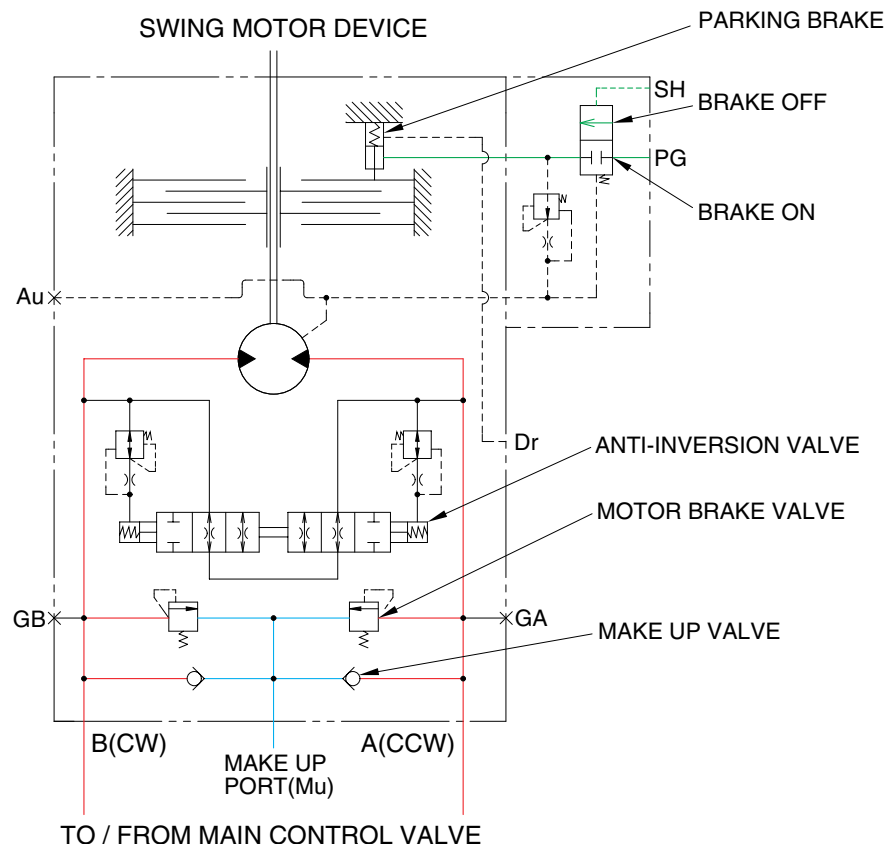 PARKING BRAKE
SWING MOTOR DEVICE
SH
BRAKE OFF
PG
BRAKE ON
Au
Dr
ANTI-INVERSION VALVE
MOTOR BRAKE VALVE
GB
GA
MAKE UP VALVE
B(CW)
A(CCW)
MAKE UP
PORT(Mu)
TO / FROM MAIN CONTROL VALVE